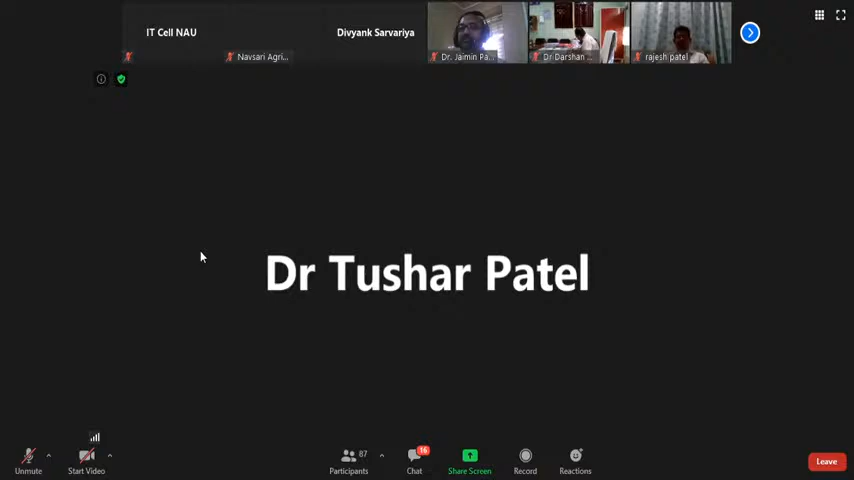 IT Cell NAU
Navsari Agri...
Divyank Sarvariya
Dr. Jaimin Pa...
Dr Darshan ...
rajesh patel
Dr Tushar Patel
Unmute
Start Video
87
Participants
16
Chat
Share Screen
Record
Reactions
Leave